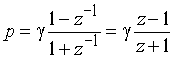 p = γ (1 − z⁻¹)/(1 + z⁻¹) = γ (z − 1)/(z + 1)